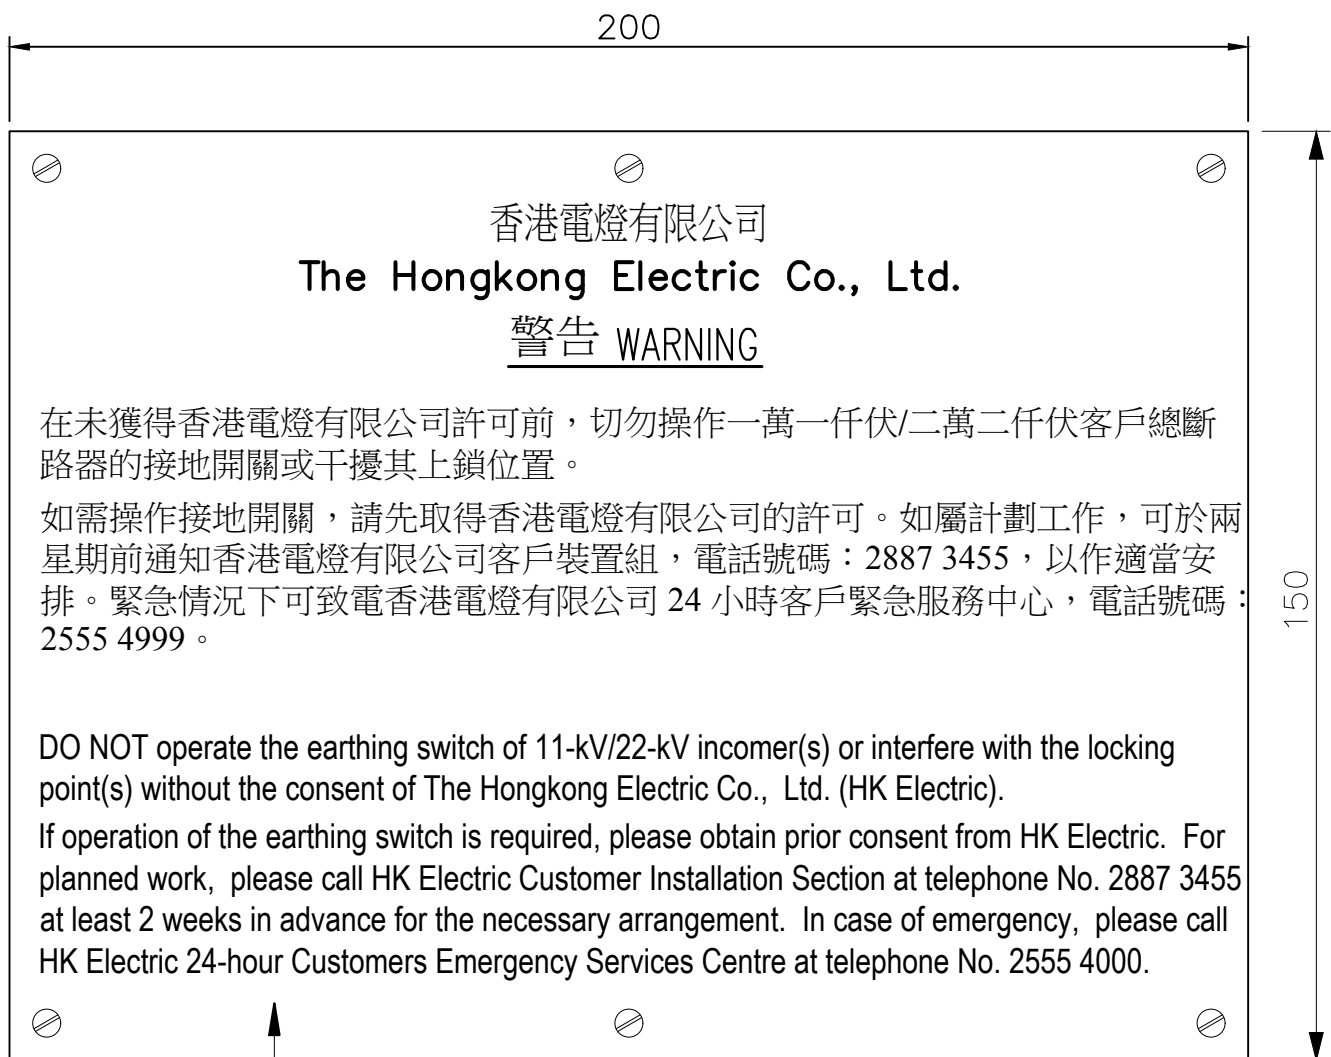 200
香港電燈有限公司
The Hongkong Electric Co., Ltd.
警告 WARNING
在未獲得香港電燈有限公司許可前，切勿操作一萬一仟伏/二萬二仟伏客戶總斷
路器的接地開關或干擾其上鎖位置。
如需操作接地開關，請先取得香港電燈有限公司的許可。如屬計劃工作，可於兩
星期前通知香港電燈有限公司客戶裝置組，電話號碼：2887 3455，以作適當安
排。緊急情況下可致電香港電燈有限公司 24 小時客戶緊急服務中心，電話號碼：
2555 4999。
150
DO NOT operate the earthing switch of 11-kV/22-kV incomer(s) or interfere with the locking
point(s) without the consent of The Hongkong Electric Co., Ltd. (HK Electric).
If operation of the earthing switch is required, please obtain prior consent from HK Electric. For
planned work, please call HK Electric Customer Installation Section at telephone No. 2887 3455
at least 2 weeks in advance for the necessary arrangement. In case of emergency, please call
HK Electric 24-hour Customers Emergency Services Centre at telephone No. 2555 4000.